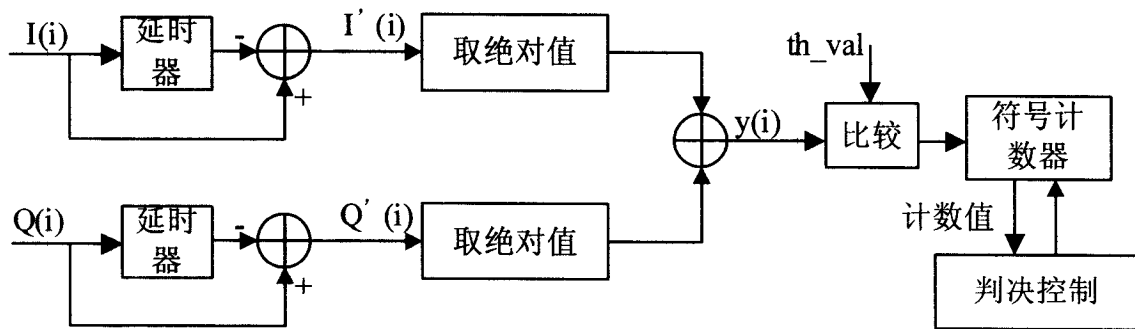 I(i)
延时
器
-
+
I'(i)
取绝对值
th_val
y(i)
比较
符号计
数器
Q(i)
延时
器
-
+
Q'(i)
取绝对值
计数值
判决控制